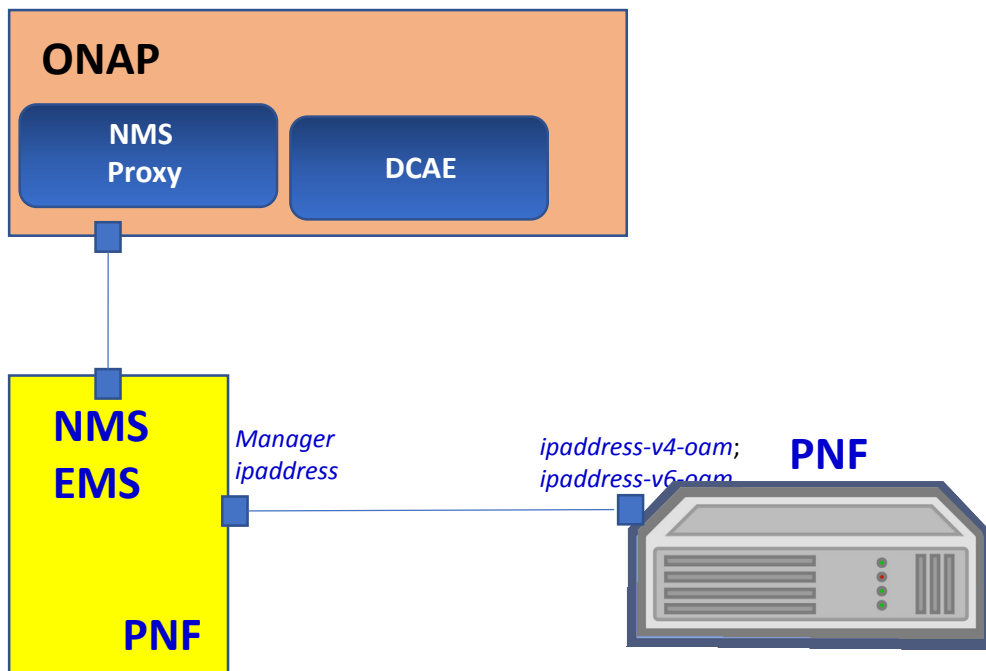 ONAP
NMS
Proxy
DCAE
NMS
EMS
Manager
ipaddress
ipaddress-v4-oam;
ipaddress-v6-oam
PNF
PNF